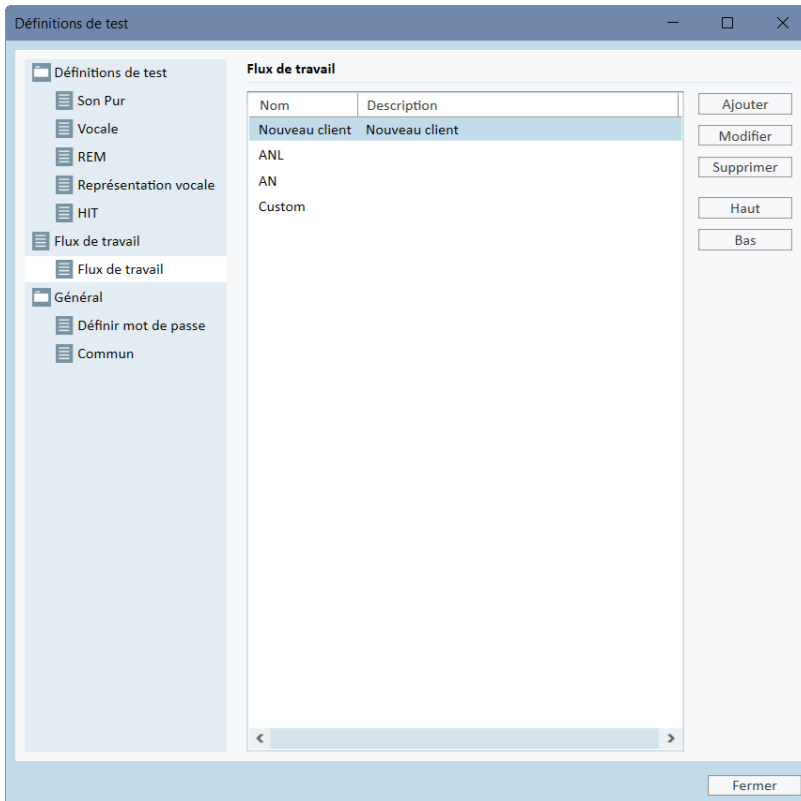 Définitions de test
Définitions de test
Son Pur
Vocale
REM
Représentation vocale
HIT
Flux de travail
Flux de travail
Général
Définir mot de passe
Commun
Flux de travail
Nom Description
Nouveau client Nouveau client
ANL
AN
Custom
Ajouter
Modifier
Supprimer
Haut
Bas
Fermer